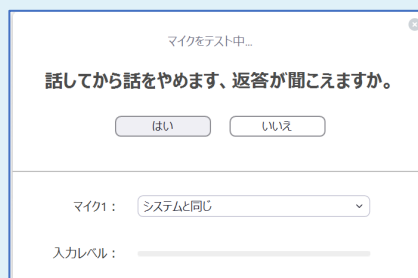 マイクをテスト中...
話してから話をやめます、返答が聞こえますか。
はい
いいえ
マイク1：
システムと同じ
入力レベル：